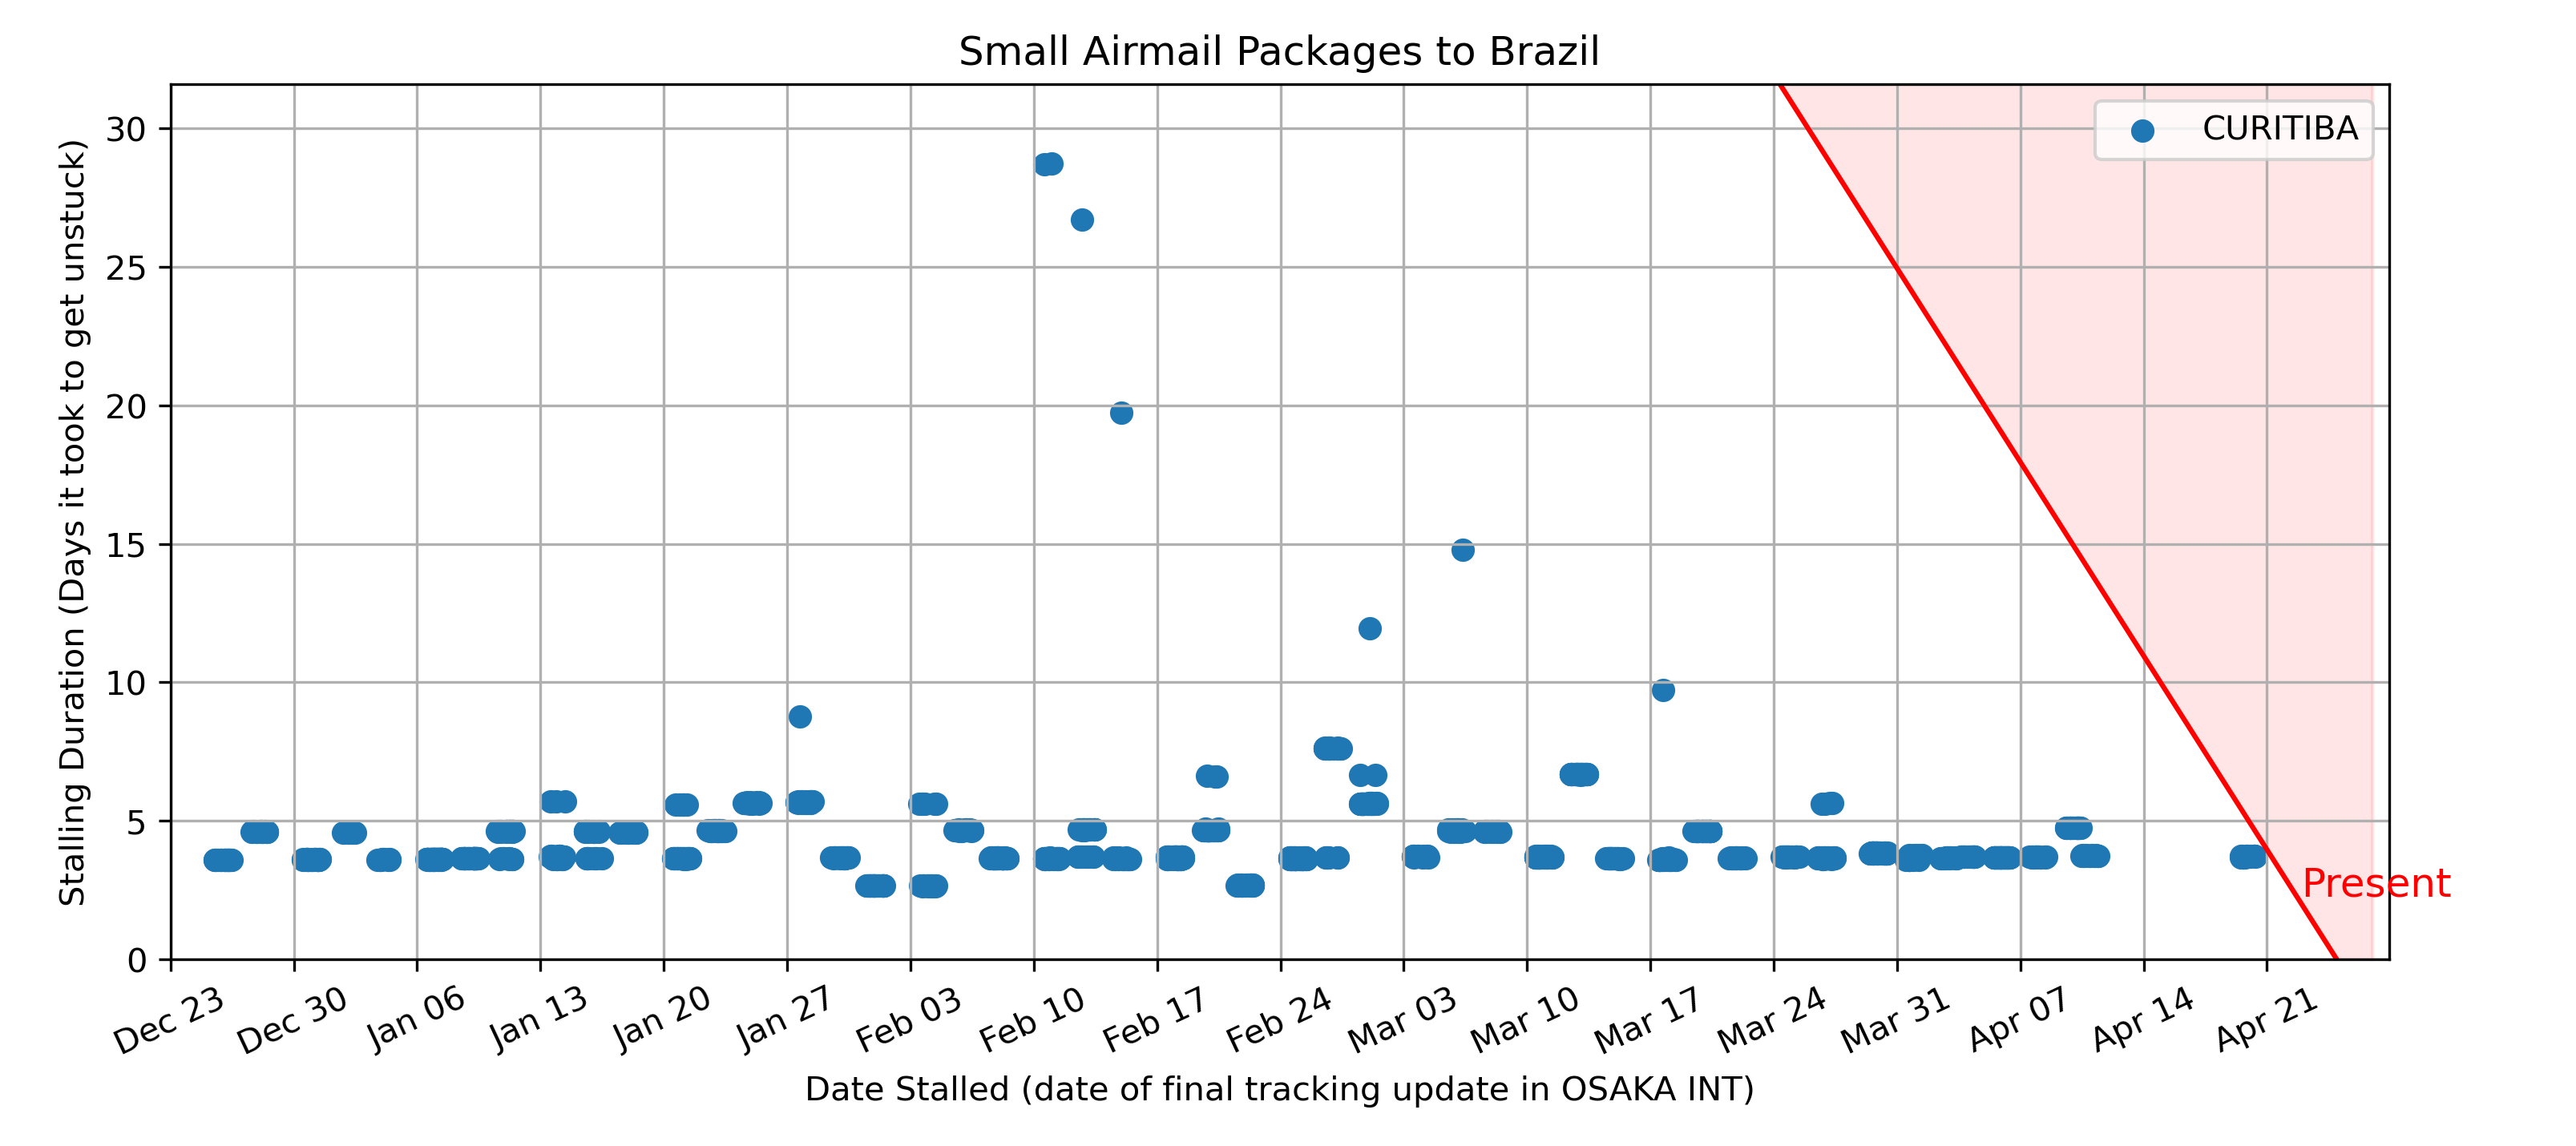 Small Airmail Packages to Brazil
CURITIBA
Stalling Duration (Days it took to get unstuck)
30
25
20
15
10
5
0
Present
Dec 23
Dec 30
Jan 06
Jan 13
Jan 20
Jan 27
Feb 03
Feb 10
Feb 17
Feb 24
Mar 03
Mar 10
Mar 17
Mar 24
Mar 31
Apr 07
Apr 14
Apr 21
Date Stalled (date of final tracking update in OSAKA INT)